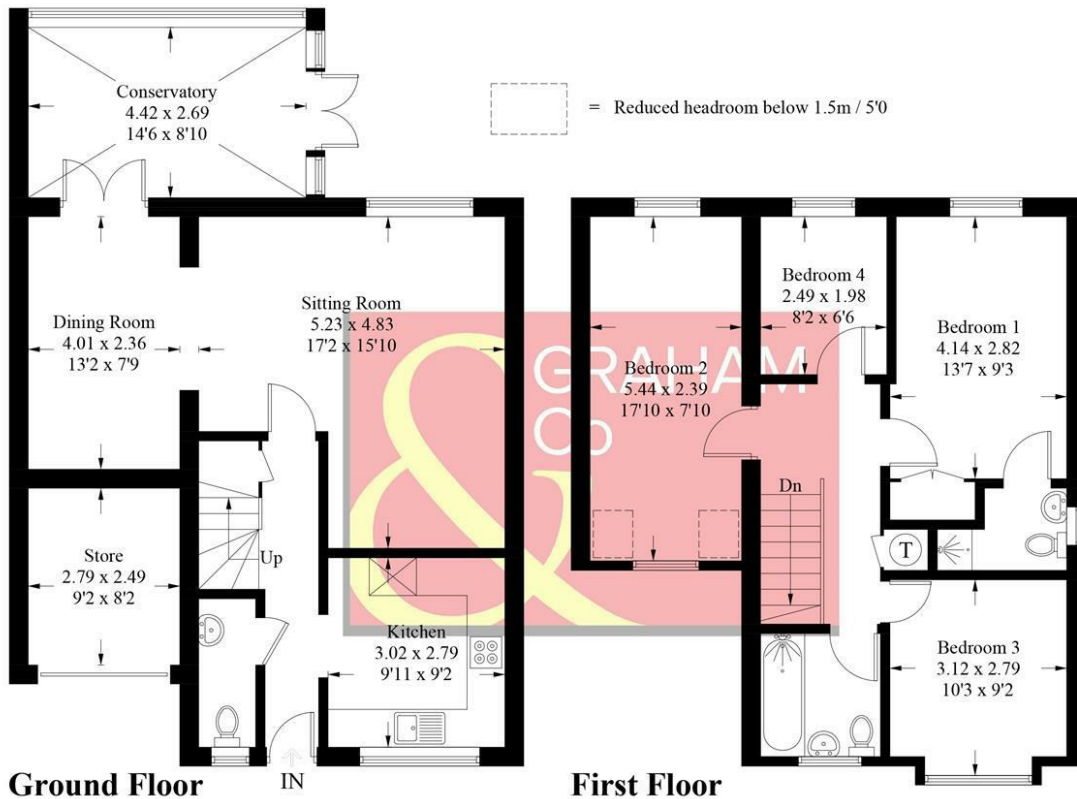 Conservatory
4.42 x 2.69
14'6 x 8'10
= Reduced headroom below 1.5m / 5'0
Dining Room
4.01 x 2.36
13'2 x 7'9
Sitting Room
5.23 x 4.83
17'2 x 15'10
Store
2.79 x 2.49
9'2 x 8'2
Up
Kitchen
3.02 x 2.79
9'11 x 9'2
IN
Ground Floor
GRAHAM
&
Co
Bedroom 2
5.44 x 2.39
17'10 x 7'10
Bedroom 4
2.49 x 1.98
8'2 x 6'6
Bedroom 1
4.14 x 2.82
13'7 x 9'3
Dn
T
Bedroom 3
3.12 x 2.79
10'3 x 9'2
First Floor